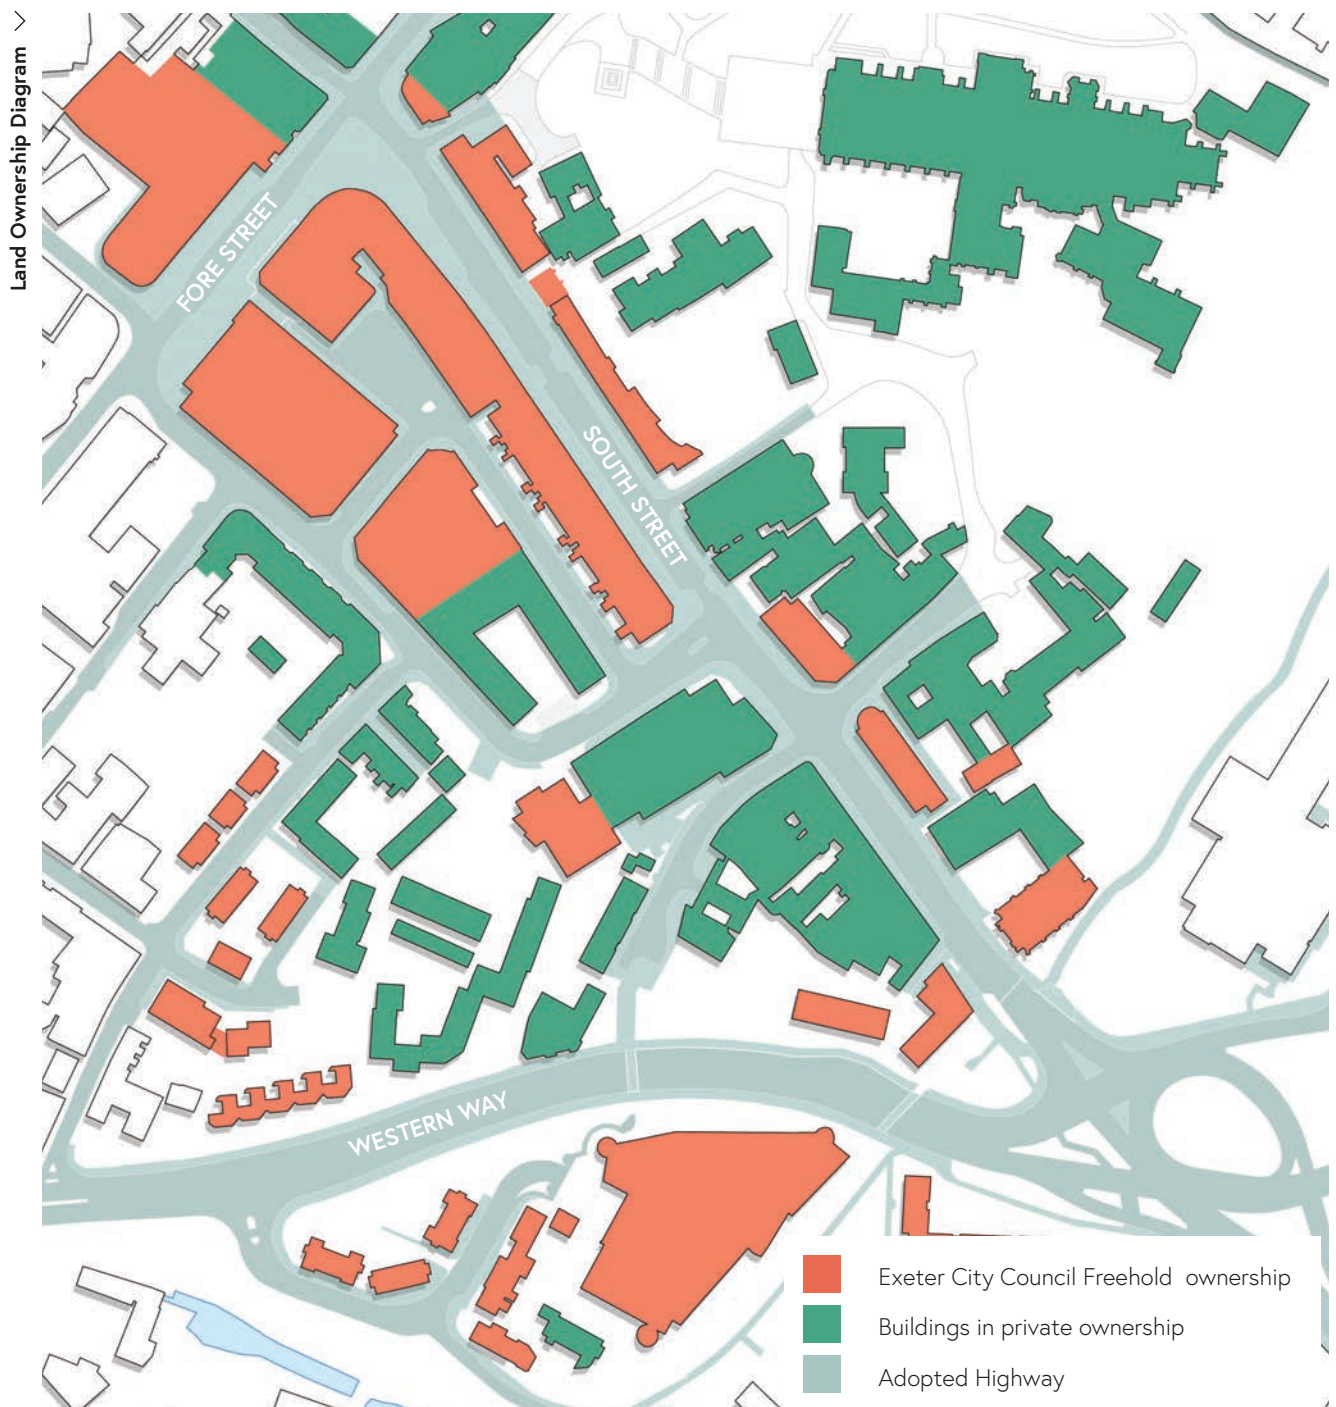 Land Ownership Diagram
FORE STREET
SOUTH STREET
WESTERN WAY
Exeter City Council Freehold ownership
Buildings in private ownership
Adopted Highway